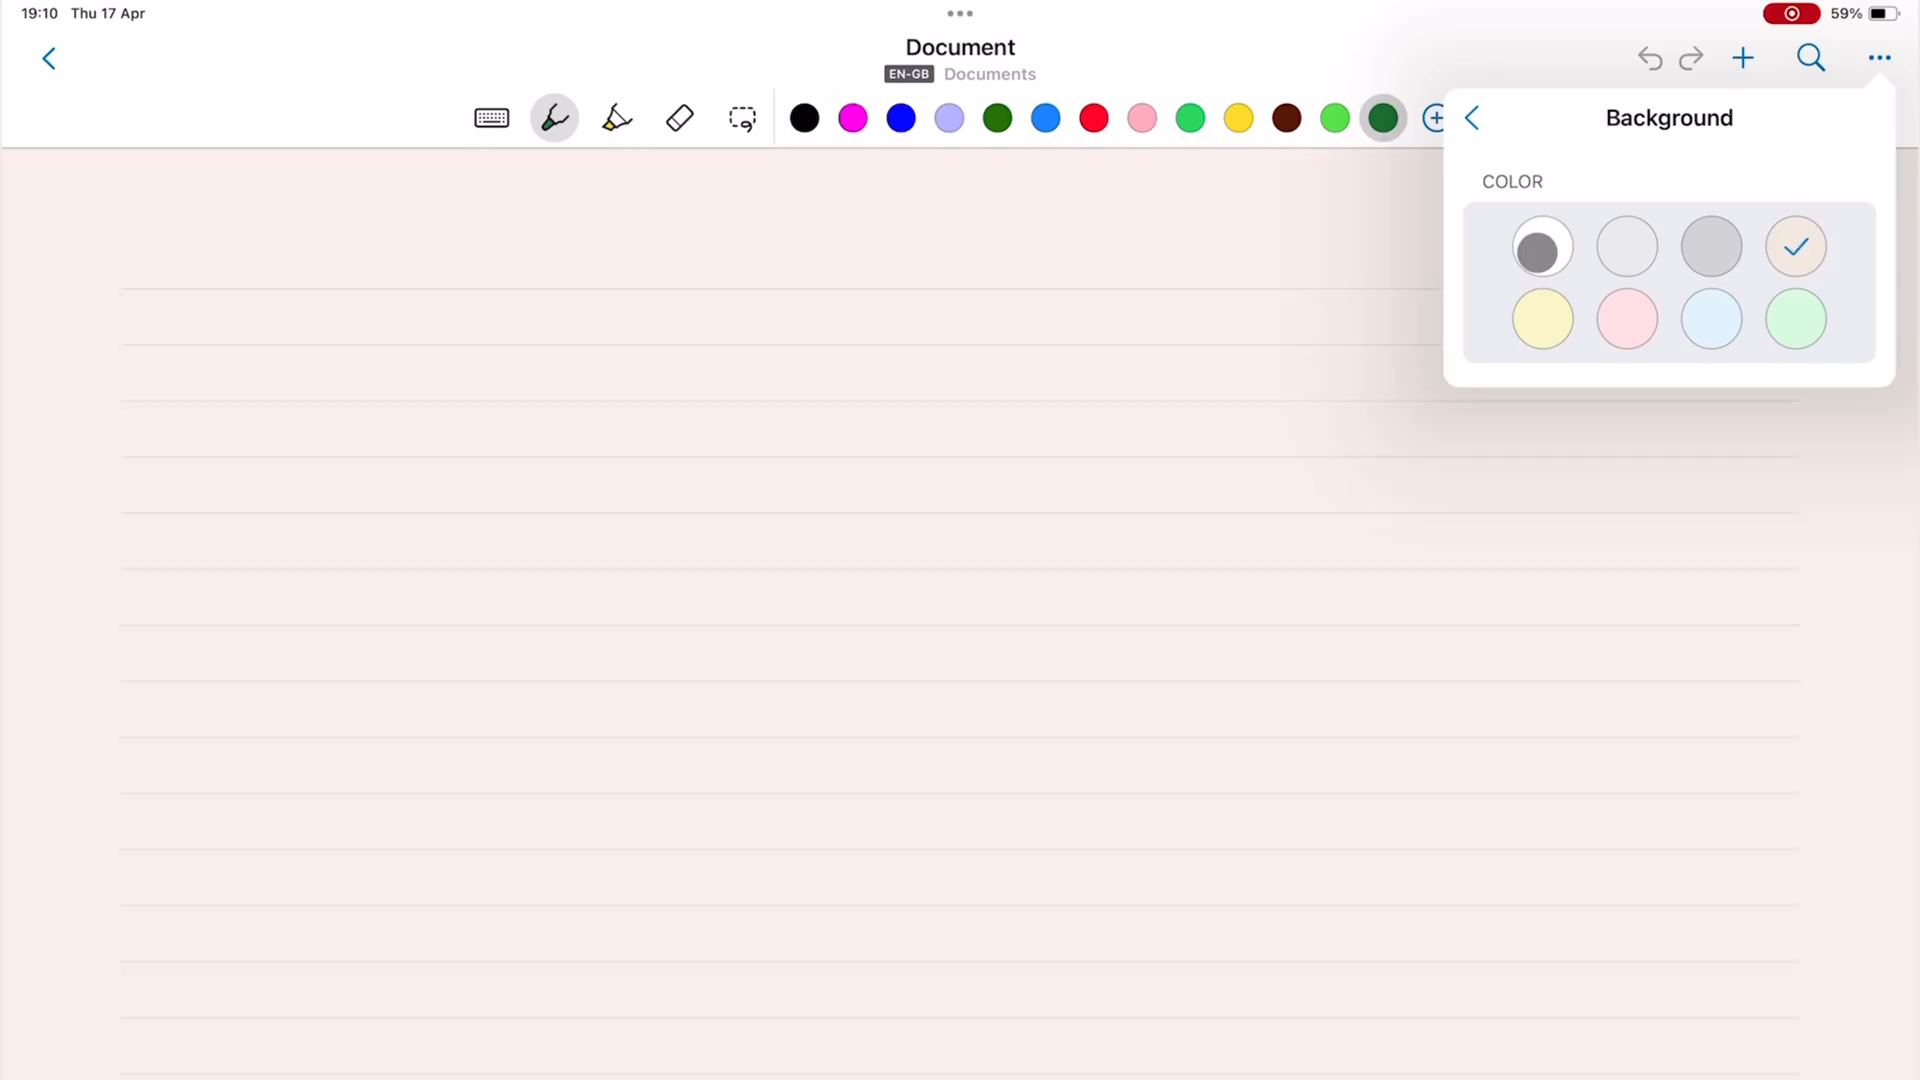 19:10 Thu 17 Apr
59%
Document
EN-GB Documents
Background
COLOR